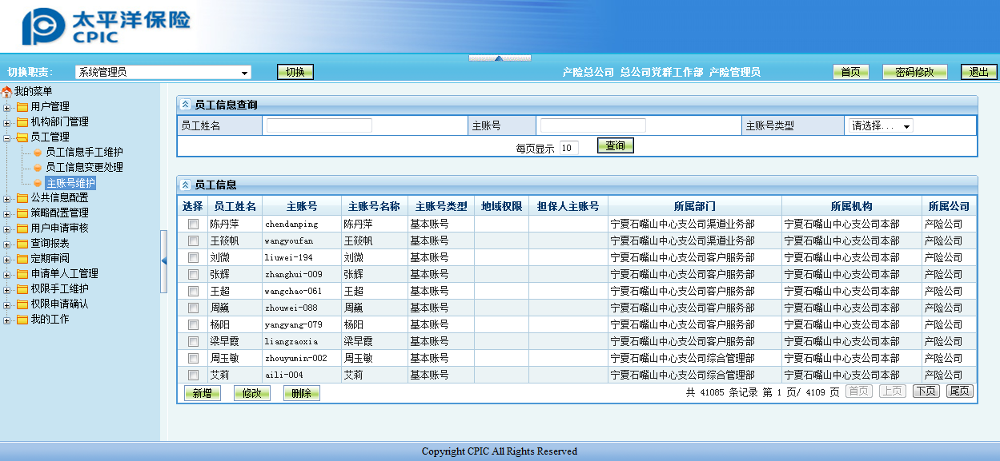 太平洋保险
CPIC
切换职责： 系统管理员 切换 产险总公司 总公司党群工作部 产险管理员 首页 密码修改 退出
我的菜单
用户管理
机构部门管理
员工管理
员工信息手工维护
员工信息变更处理
主账号维护
公共信息配置
策略配置管理
用户申请审核
查询报表
定期审阅
申请单人工管理
权限手工维护
权限申请确认
我的工作
员工信息查询
员工姓名 主账号 主账号类型 请选择...
每页显示 10 查询
员工信息
选择 员工姓名 主账号 主账号名称 主账号类型 地域权限 担保人主账号 所属部门 所属机构 所属公司
陈丹萍 chendanping 陈丹萍 基本账号 宁夏石嘴山中心支公司渠道业务部 宁夏石嘴山中心支公司本部 产险公司
王筱帆 wangyoufan 王筱帆 基本账号 宁夏石嘴山中心支公司渠道业务部 宁夏石嘴山中心支公司本部 产险公司
刘微 liuwei-194 刘微 基本账号 宁夏石嘴山中心支公司客户服务部 宁夏石嘴山中心支公司本部 产险公司
张辉 zhanghui-009 张辉 基本账号 宁夏石嘴山中心支公司客户服务部 宁夏石嘴山中心支公司本部 产险公司
王超 wangchao-061 王超 基本账号 宁夏石嘴山中心支公司客户服务部 宁夏石嘴山中心支公司本部 产险公司
周巍 zhouwei-088 周巍 基本账号 宁夏石嘴山中心支公司客户服务部 宁夏石嘴山中心支公司本部 产险公司
杨阳 yangyang-079 杨阳 基本账号 宁夏石嘴山中心支公司客户服务部 宁夏石嘴山中心支公司本部 产险公司
梁早霞 liangzaoxia 梁早霞 基本账号 宁夏石嘴山中心支公司客户服务部 宁夏石嘴山中心支公司本部 产险公司
周玉敏 zhouyumin-002 周玉敏 基本账号 宁夏石嘴山中心支公司综合管理部 宁夏石嘴山中心支公司本部 产险公司
艾莉 aili-004 艾莉 基本账号 宁夏石嘴山中心支公司综合管理部 宁夏石嘴山中心支公司本部 产险公司
新增 修改 删除 共 41085 条记录 第 1 页/ 4109 页 首页 上页 下页 尾页
Copyright CPIC All Rights Reserved